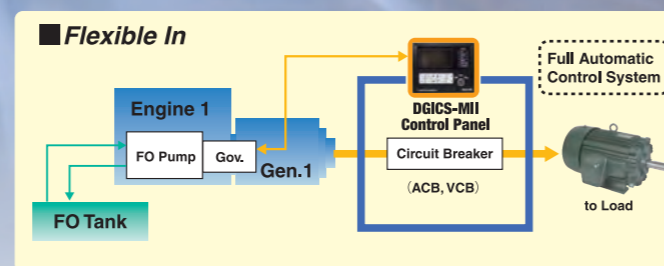 ■Flexible In
Full Automatic
Control System
DGICS-MII
Control Panel
Engine 1
FO Pump
Gov.
Gen.1
Circuit Breaker
(ACB, VCB)
to Load
FO Tank